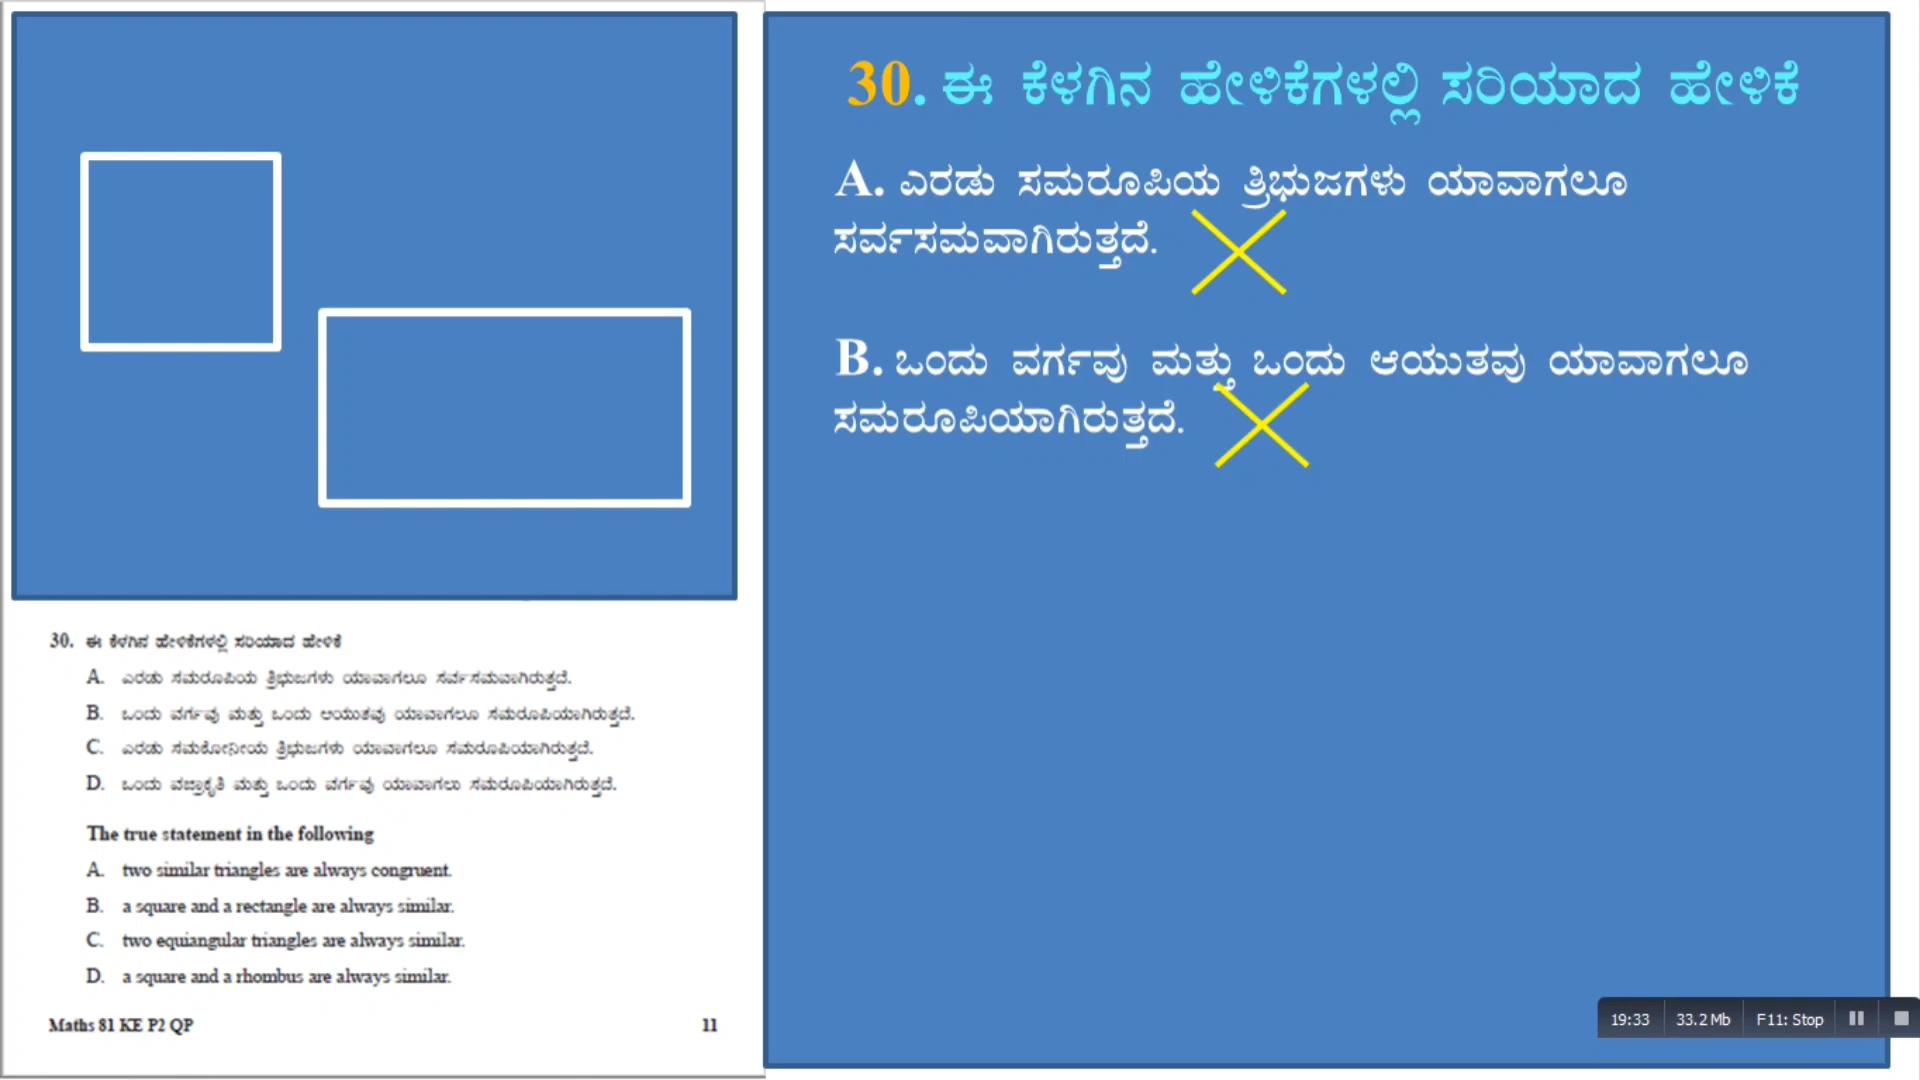 30. ಈ ಕೆಳಗಿನ ಹೇಳಿಕೆಗಳಲ್ಲಿ ಸರಿಯಾದ ಹೇಳಿಕೆ
A. ಎರಡು ಸಮರೂಪಿಯ ತ್ರಿಭುಜಗಳು ಯಾವಾಗಲೂ
ಸರ್ವಸಮವಾಗಿರುತ್ತದೆ.
B. ಒಂದು ವರ್ಗವು ಮತ್ತು ಒಂದು ಆಯುತವು ಯಾವಾಗಲೂ
ಸಮರೂಪಿಯಾಗಿರುತ್ತದೆ.
30. ಈ ಕೆಳಗಿನ ಹೇಳಿಕೆಗಳಲ್ಲಿ ಸರಿಯಾದ ಹೇಳಿಕೆ
A. ಎರಡು ಸಮರೂಪಿಯ ತ್ರಿಭುಜಗಳು ಯಾವಾಗಲೂ ಸರ್ವಸಮವಾಗಿರುತ್ತದೆ.
B. ಒಂದು ವರ್ಗವು ಮತ್ತು ಒಂದು ಆಯುತವು ಯಾವಾಗಲೂ ಸಮರೂಪಿಯಾಗಿರುತ್ತದೆ.
C. ಎರಡು ಸಮಕೋನೀಯ ತ್ರಿಭುಜಗಳು ಯಾವಾಗಲೂ ಸಮರೂಪಿಯಾಗಿರುತ್ತದೆ.
D. ಒಂದು ವಜ್ರಾಕೃತಿ ಮತ್ತು ಒಂದು ವರ್ಗವು ಯಾವಾಗಲು ಸಮರೂಪಿಯಾಗಿರುತ್ತದೆ.
The true statement in the following
A. two similar triangles are always congruent.
B. a square and a rectangle are always similar.
C. two equiangular triangles are always similar.
D. a square and a rhombus are always similar.
Maths 81 KE P2 QP 11
19:33 33.2 Mb F11: Stop